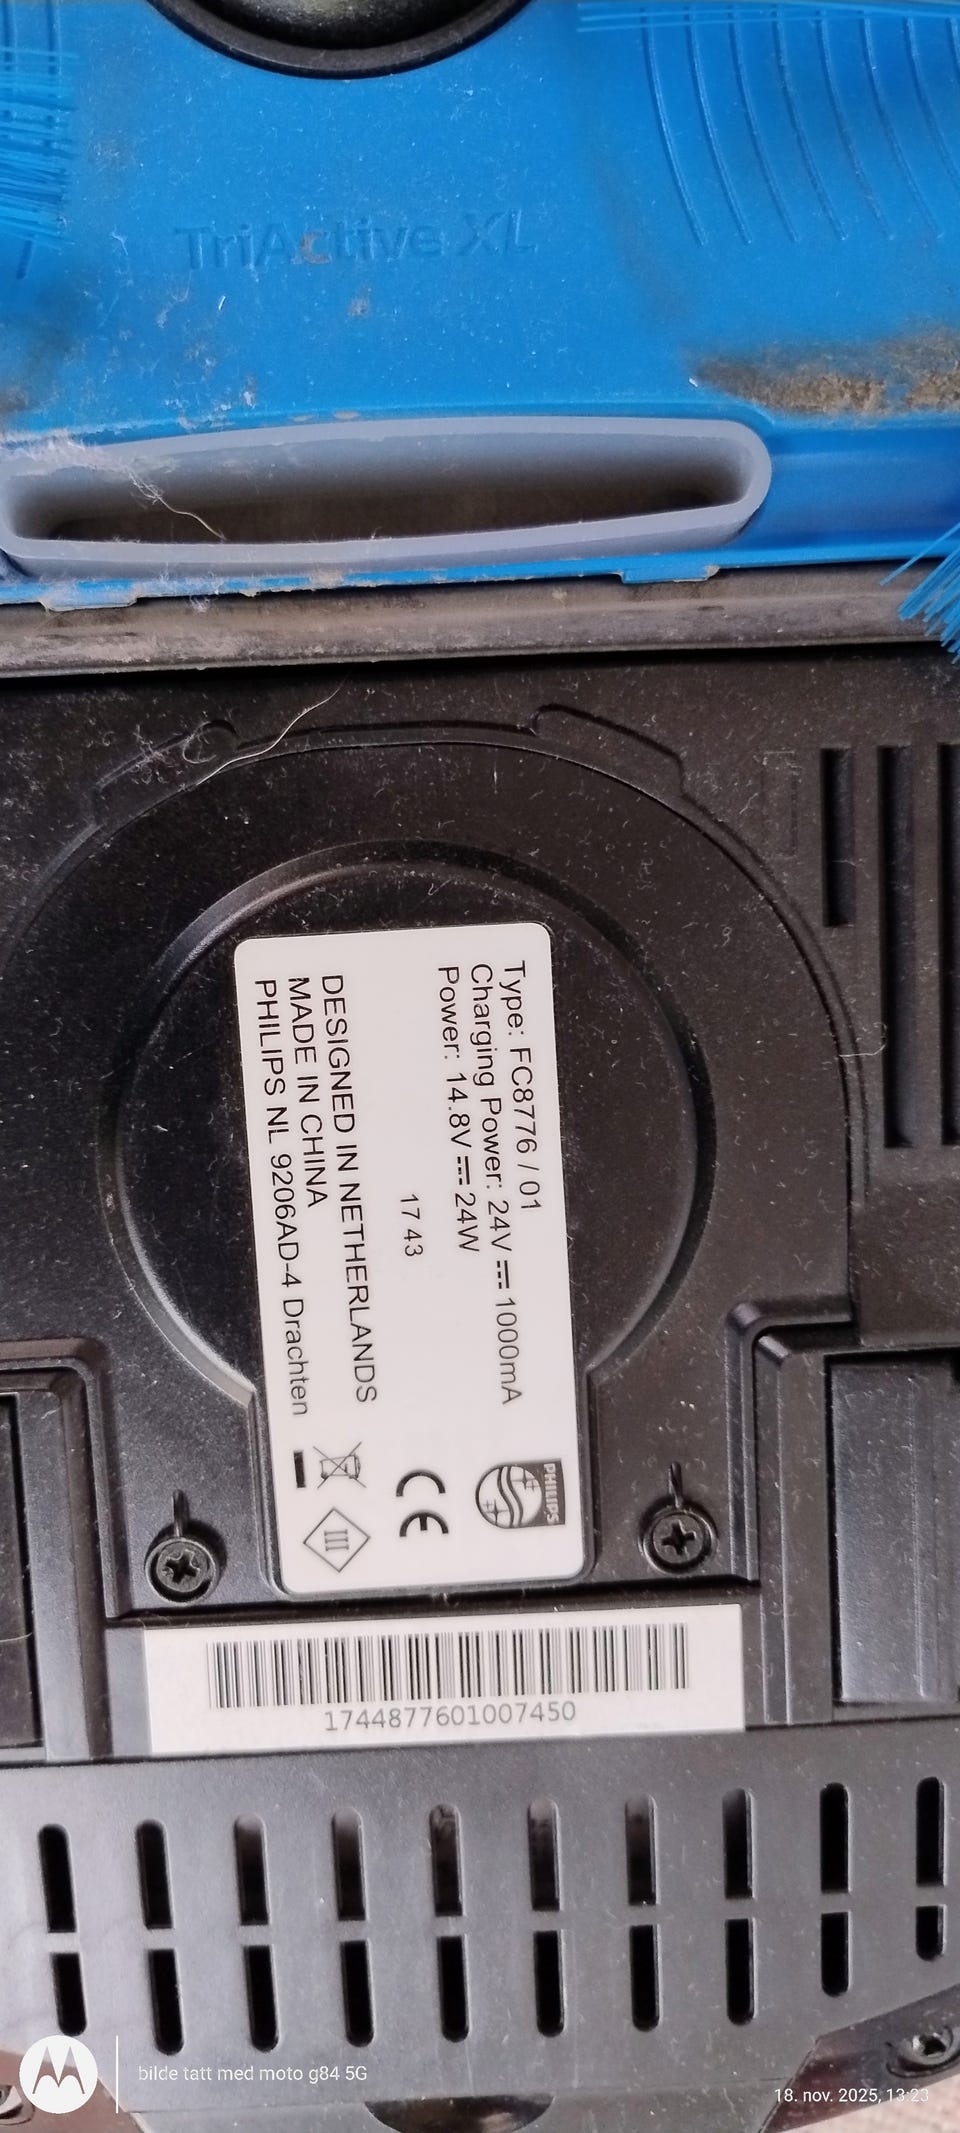 TriActive XL
Type: FC8776 / 01
Charging Power: 24V ⎓ 1000mA
Power: 14.8V ⎓ 24W
1743
DESIGNED IN NETHERLANDS
MADE IN CHINA
PHILIPS NL 9206AD-4 Drachten
PHILIPS
CE
III
1744877601007450
bilde tatt med moto g84 5G
18. nov. 2025, 13:23